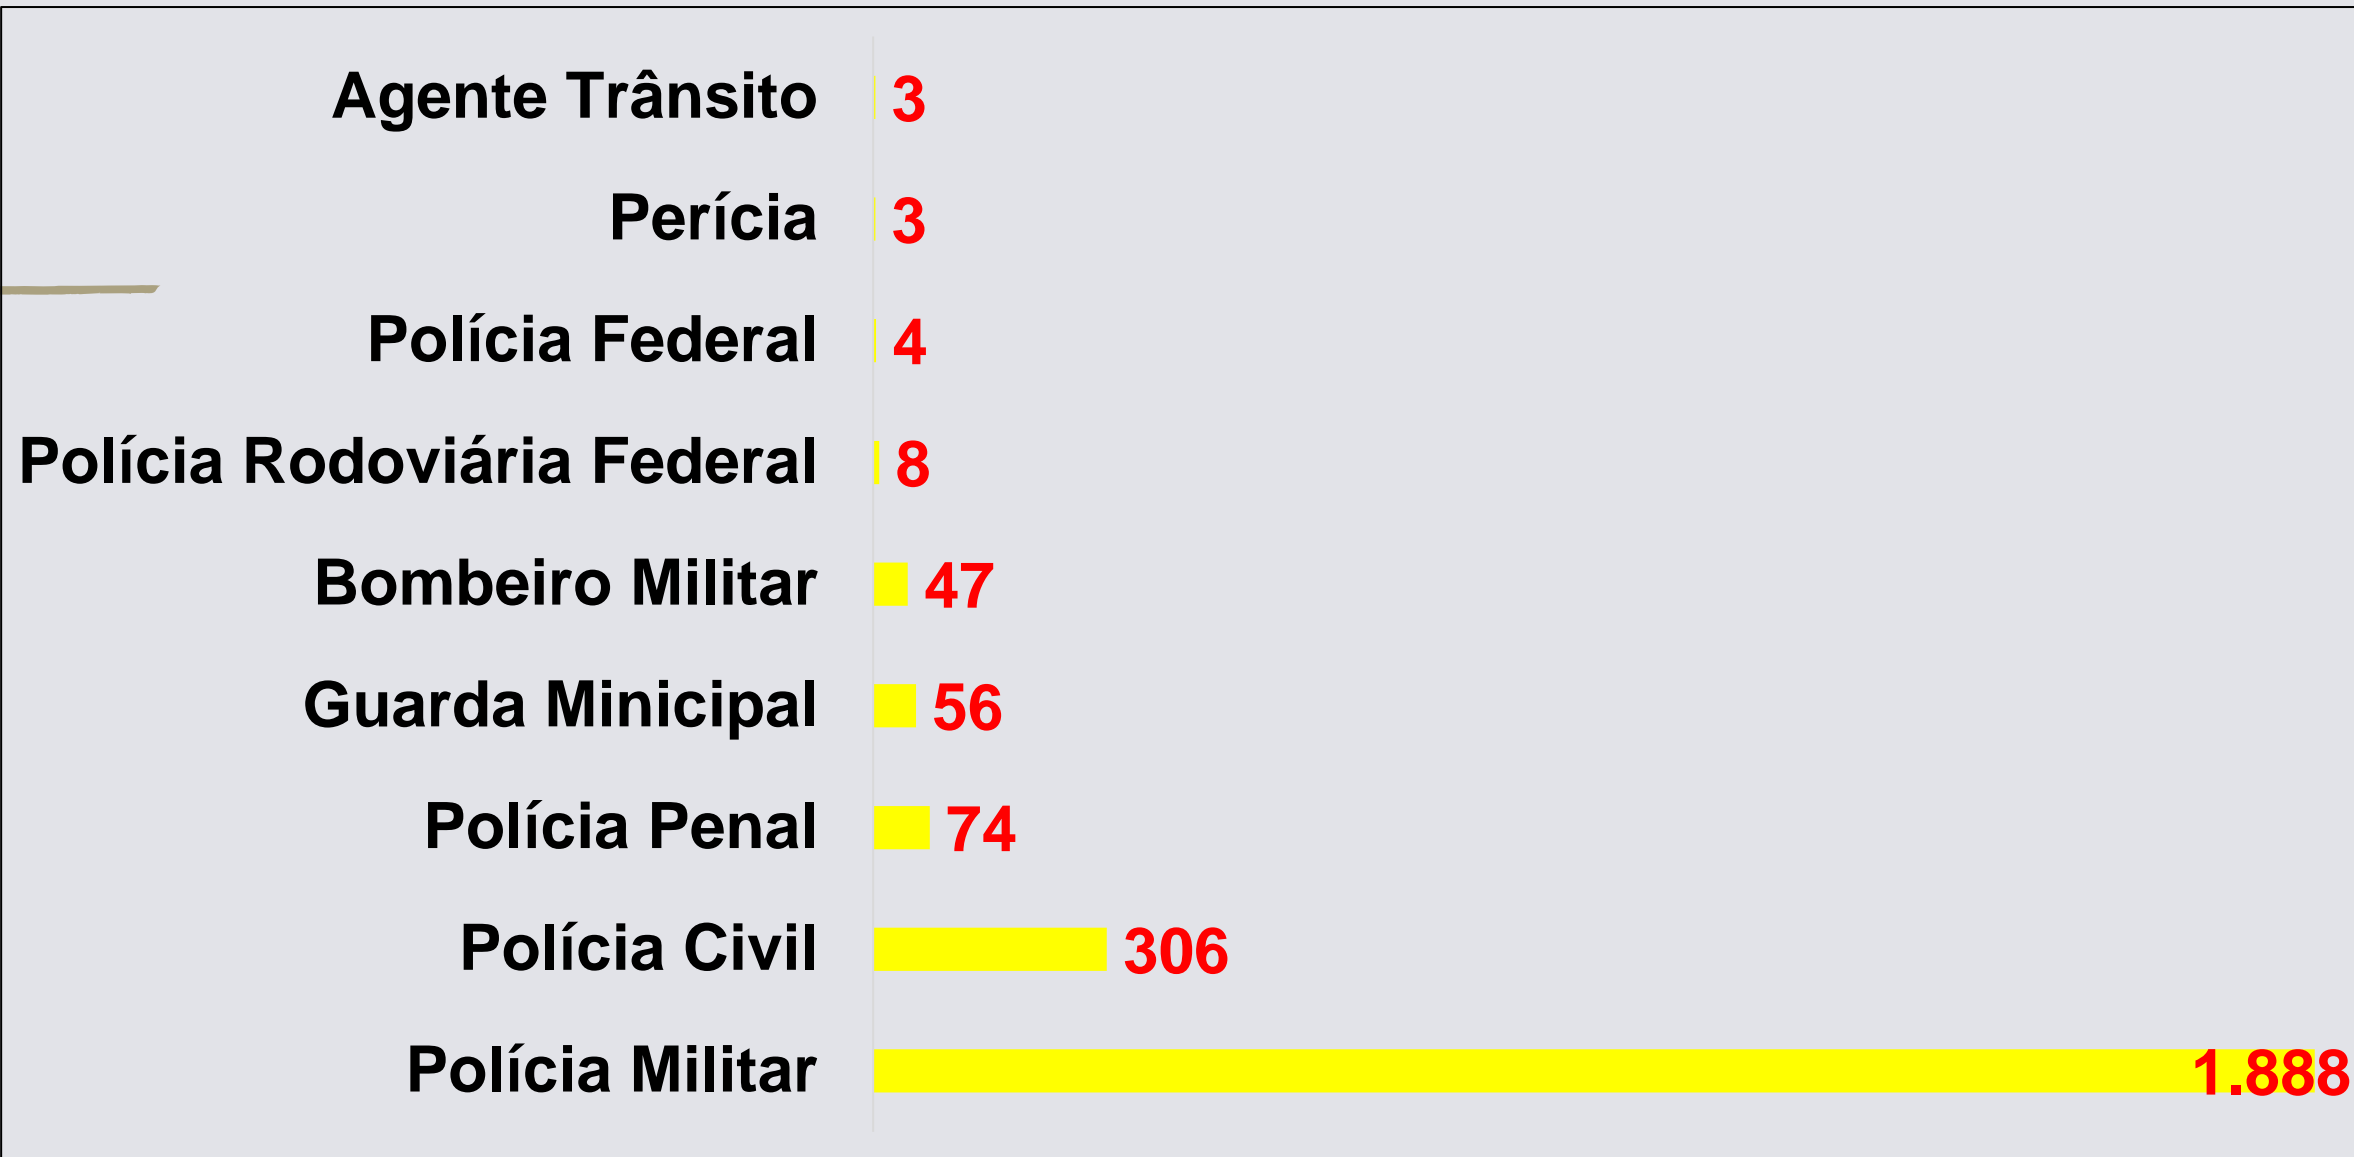 Agente Trânsito 3
Perícia 3
Polícia Federal 4
Polícia Rodoviária Federal 8
Bombeiro Militar 47
Guarda Minicipal 56
Polícia Penal 74
Polícia Civil 306
Polícia Militar 1.888